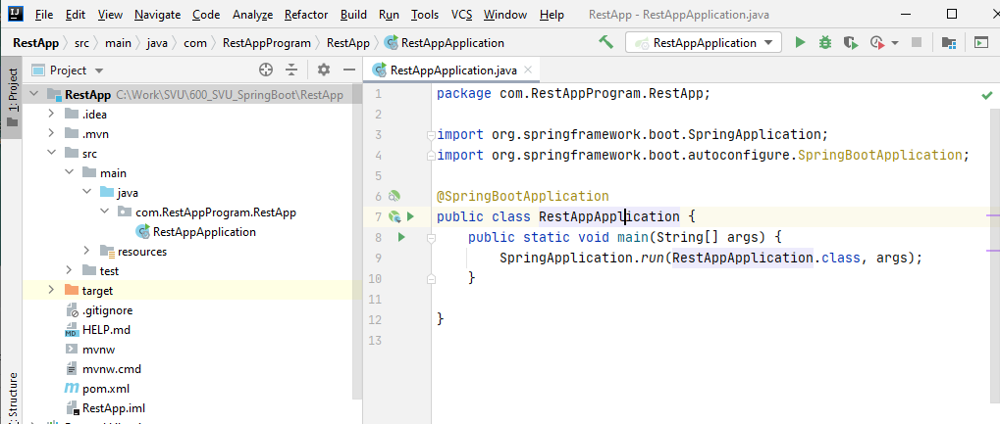 File Edit View Navigate Code Analyze Refactor Build Run Tools VCS Window Help RestApp - RestAppApplication.java
RestApp src main java com RestAppProgram RestApp RestAppApplication RestAppApplication
1: Project
Project
RestApp C:\Work\SVU\600_SVU_SpringBoot\RestApp
.idea
.mvn
src
main
java
com.RestAppProgram.RestApp
RestAppApplication
resources
test
target
.gitignore
HELP.md
mvnw
mvnw.cmd
pom.xml
RestApp.iml
: Structure
RestAppApplication.java
1 package com.RestAppProgram.RestApp;
2
3 import org.springframework.boot.SpringApplication;
4 import org.springframework.boot.autoconfigure.SpringBootApplication;
5
6 @SpringBootApplication
7 public class RestAppApplication {
8 public static void main(String[] args) {
9 SpringApplication.run(RestAppApplication.class, args);
10 }
11
12 }
13